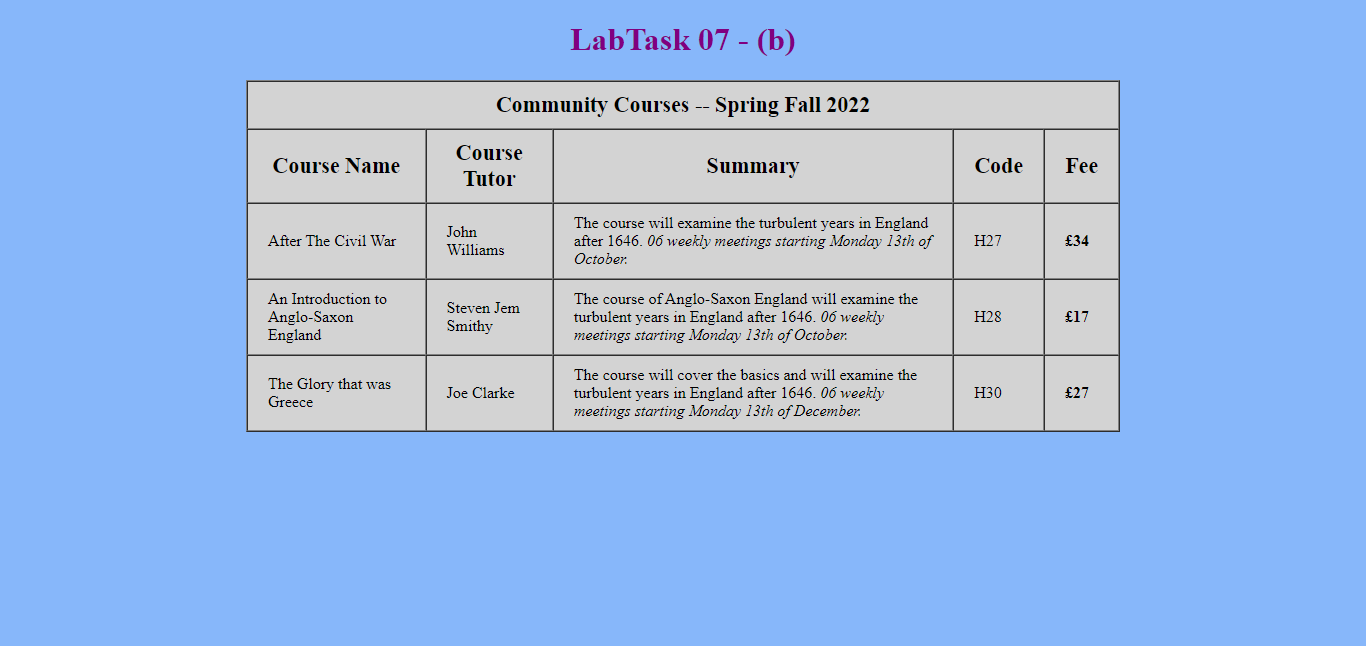 LabTask 07 - (b)
Community Courses -- Spring Fall 2022
Course Name
Course
Tutor
Summary
Code
Fee
After The Civil War
John
Williams
The course will examine the turbulent years in England
after 1646. 06 weekly meetings starting Monday 13th of
October.
H27
£34
An Introduction to
Anglo-Saxon
England
Steven Jem
Smithy
The course of Anglo-Saxon England will examine the
turbulent years in England after 1646. 06 weekly
meetings starting Monday 13th of October.
H28
£17
The Glory that was
Greece
Joe Clarke
The course will cover the basics and will examine the
turbulent years in England after 1646. 06 weekly
meetings starting Monday 13th of December.
H30
£27